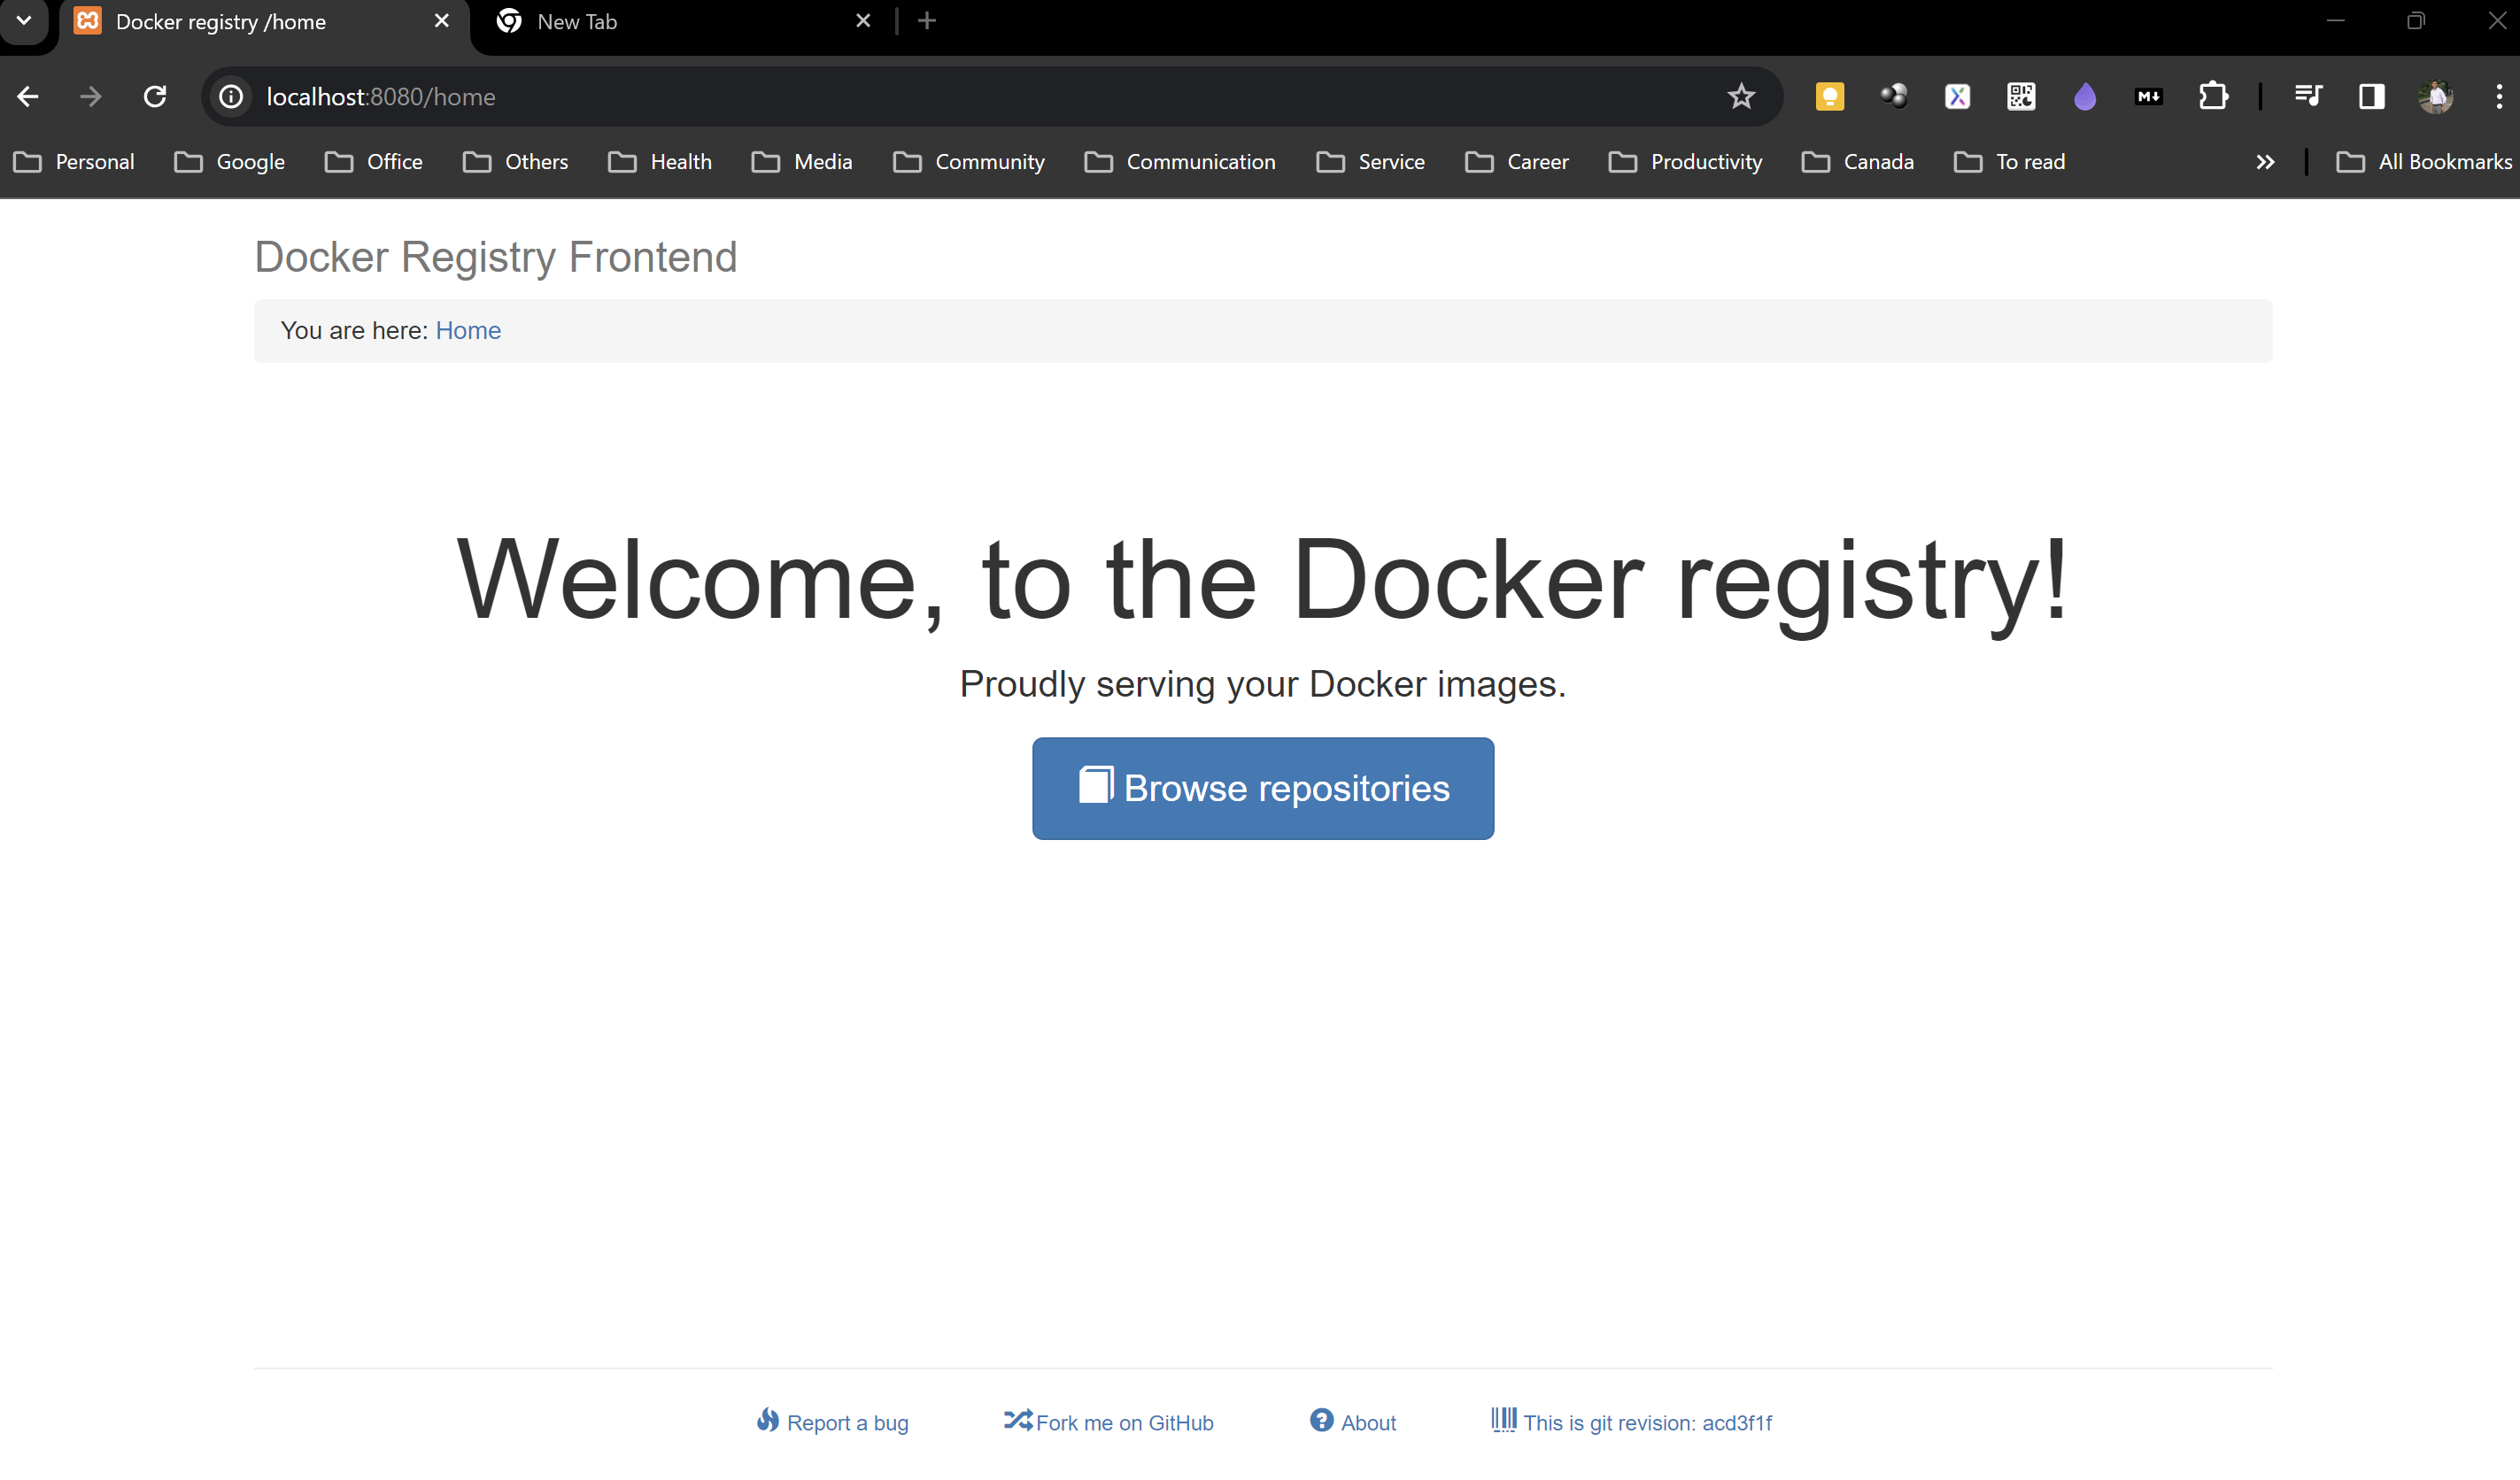 Docker registry /home
New Tab
localhost:8080/home
M↓
Personal Google Office Others Health Media Community Communication Service Career Productivity Canada To read All Bookmarks
Docker Registry Frontend
You are here: Home
Welcome, to the Docker registry!
Proudly serving your Docker images.
Browse repositories
Report a bug Fork me on GitHub About This is git revision: acd3f1f